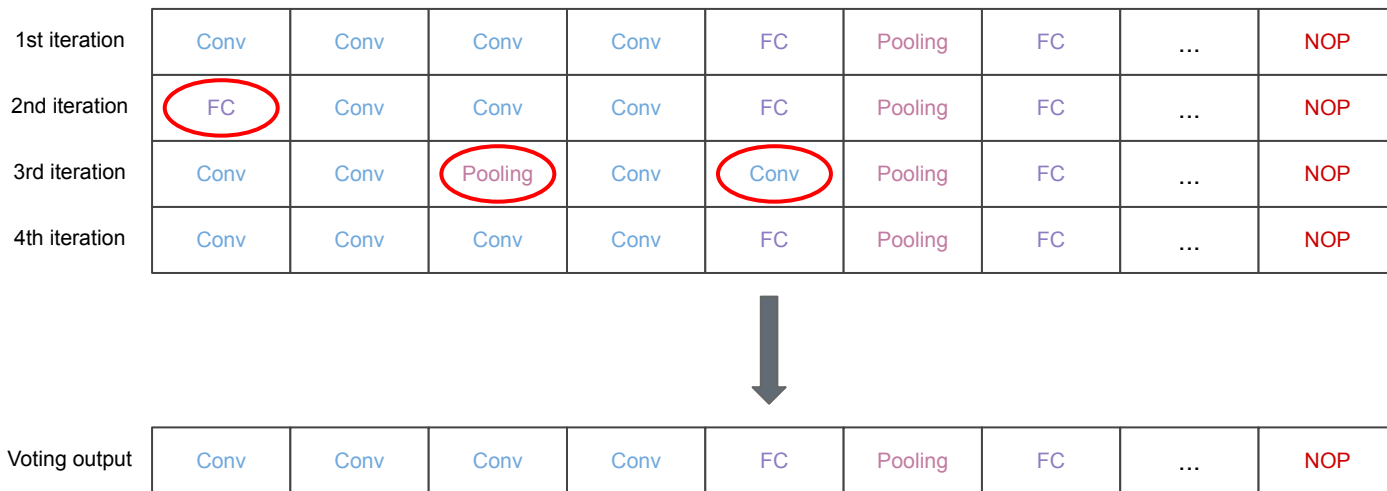 1st iteration Conv Conv Conv Conv FC Pooling FC ... NOP
2nd iteration FC Conv Conv Conv FC Pooling FC ... NOP
3rd iteration Conv Conv Pooling Conv Conv Pooling FC ... NOP
4th iteration Conv Conv Conv Conv FC Pooling FC ... NOP
Voting output Conv Conv Conv Conv FC Pooling FC ... NOP